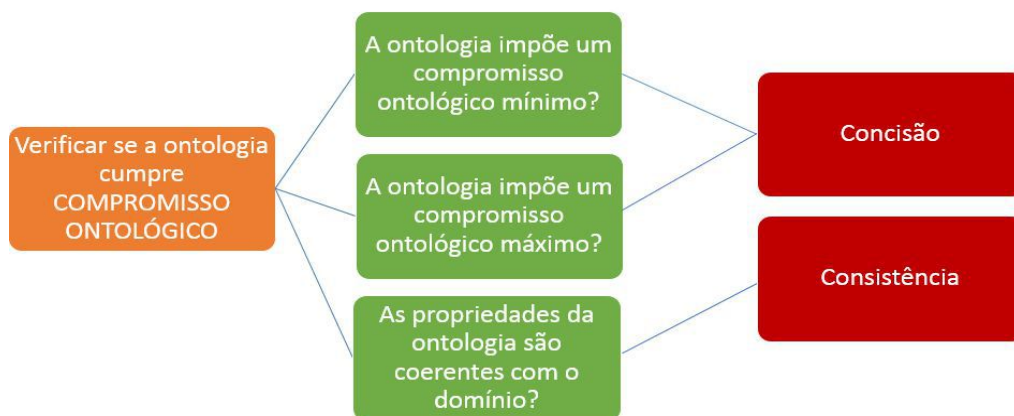 Verificar se a ontologia
cumpre
COMPROMISSO
ONTOLÓGICO
A ontologia impõe um
compromisso
ontológico mínimo?
A ontologia impõe um
compromisso
ontológico máximo?
As propriedades da
ontologia são
coerentes com o
domínio?
Concisão
Consistência